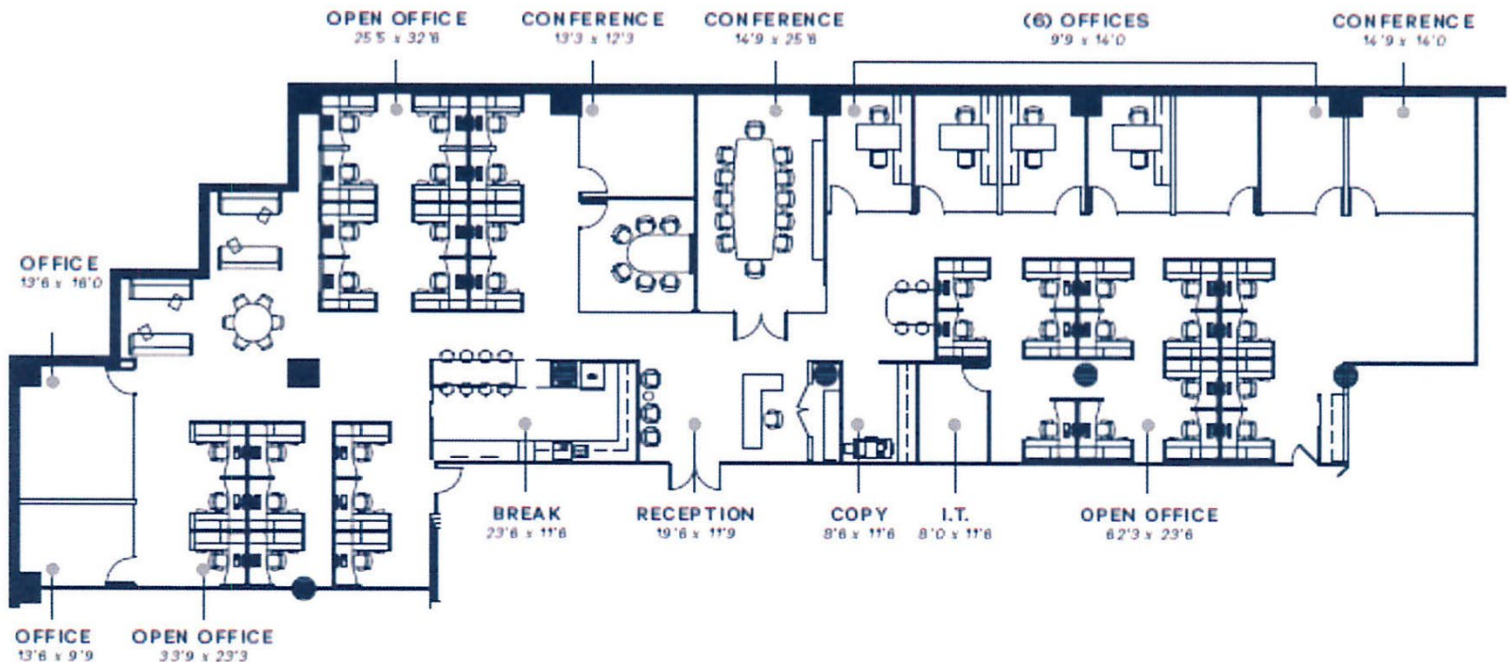 OPEN OFFICE
25'5 x 32'6
CONFERENCE
13'3 x 12'3
CONFERENCE
14'9 x 25'6
(6) OFFICES
9'9 x 14'0
CONFERENCE
14'9 x 14'0
OFFICE
13'6 x 16'0
BREAK
23'6 x 11'6
RECEPTION
19'6 x 11'9
COPY
8'6 x 11'6
I.T.
8'0 x 11'6
OPEN OFFICE
62'3 x 23'6
OFFICE
13'6 x 9'9
OPEN OFFICE
33'9 x 23'3